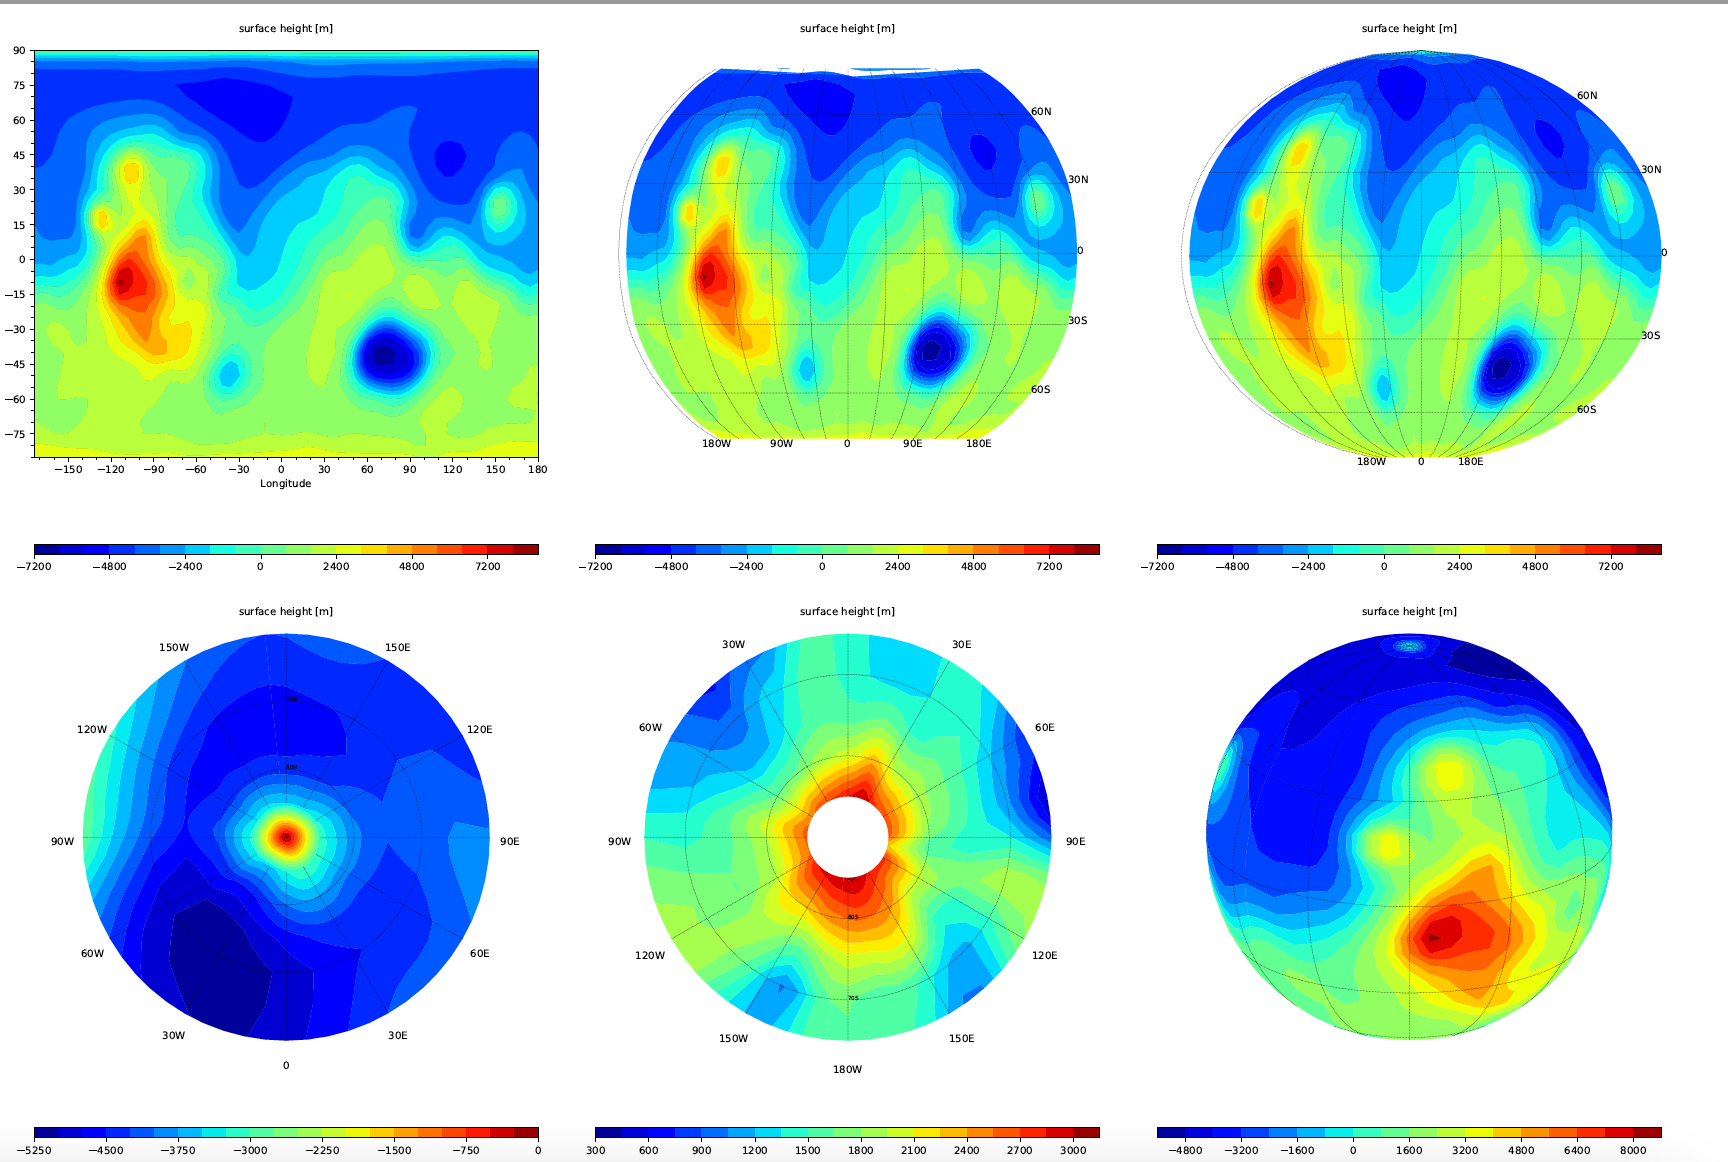 surface height [m]
surface height [m]
surface height [m]
90
75
60
45
30
15
0
−15
−30
−45
−60
−75
−150 −120 −90 −60 −30 0 30 60 90 120 150 180
Longitude
60N
30N
0
30S
60S
180W 90W 0 90E 180E
60N
30N
0
30S
60S
180W 0 180E
−7200 −4800 −2400 0 2400 4800 7200
−7200 −4800 −2400 0 2400 4800 7200
−7200 −4800 −2400 0 2400 4800 7200
surface height [m]
surface height [m]
surface height [m]
150W 150E
120W 120E
80N
90W 90E
60W 60E
30W 30E
0
30W 30E
60W 60E
90W 90E
80S
120W 120E
70S
150W 150E
180W
−5250 −4500 −3750 −3000 −2250 −1500 −750 0
300 600 900 1200 1500 1800 2100 2400 2700 3000
−4800 −3200 −1600 0 1600 3200 4800 6400 8000